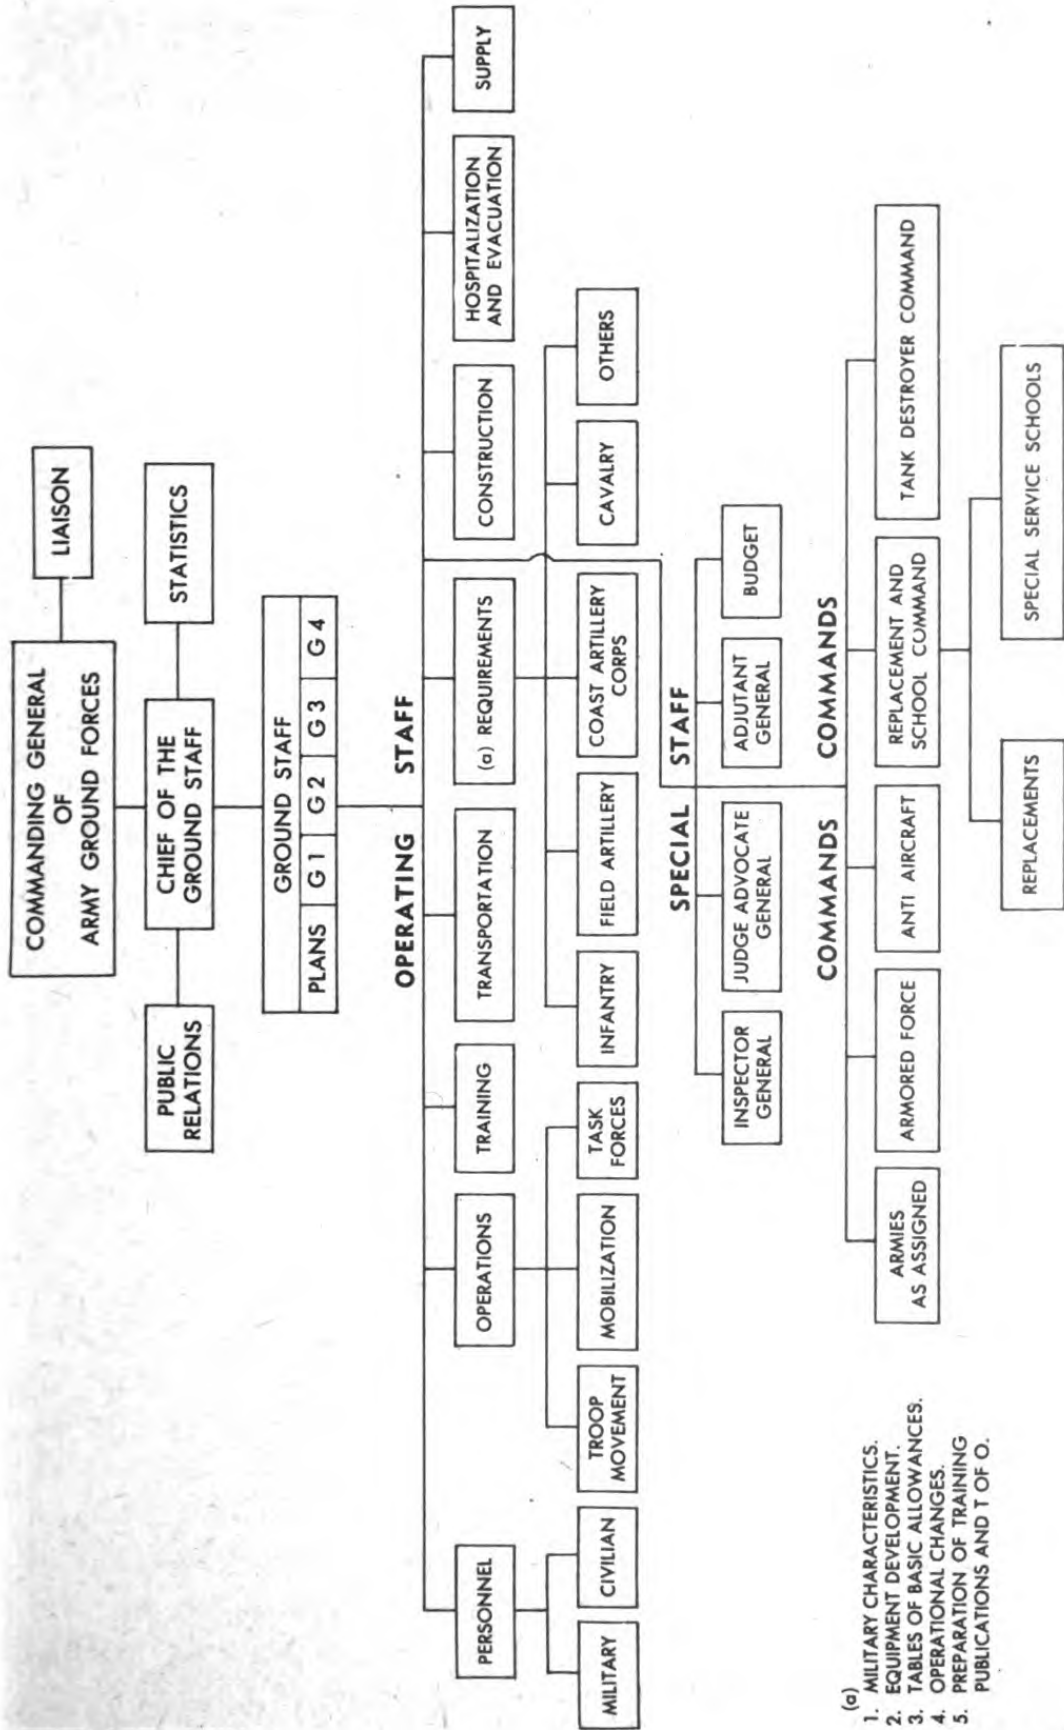 COMMANDING GENERAL
OF
ARMY GROUND FORCES
LIAISON
PUBLIC
RELATIONS
CHIEF OF THE
GROUND STAFF
STATISTICS
GROUND STAFF
PLANS G1 G2 G3 G4
OPERATING STAFF
PERSONNEL
OPERATIONS
TRAINING
TRANSPORTATION
(a) REQUIREMENTS
CONSTRUCTION
HOSPITALIZATION
AND EVACUATION
SUPPLY
MILITARY
CIVILIAN
TROOP
MOVEMENT
MOBILIZATION
TASK
FORCES
INFANTRY
FIELD ARTILLERY
COAST ARTILLERY
CORPS
CAVALRY
OTHERS
SPECIAL STAFF
INSPECTOR
GENERAL
JUDGE ADVOCATE
GENERAL
ADJUTANT
GENERAL
BUDGET
COMMANDS COMMANDS
ARMIES
AS ASSIGNED
ARMORED FORCE
ANTI AIRCRAFT
REPLACEMENT AND
SCHOOL COMMAND
TANK DESTROYER COMMAND
REPLACEMENTS
SPECIAL SERVICE SCHOOLS
(a)
1. MILITARY CHARACTERISTICS.
2. EQUIPMENT DEVELOPMENT.
3. TABLES OF BASIC ALLOWANCES.
4. OPERATIONAL CHANGES.
5. PREPARATION OF TRAINING
PUBLICATIONS AND T OF O.